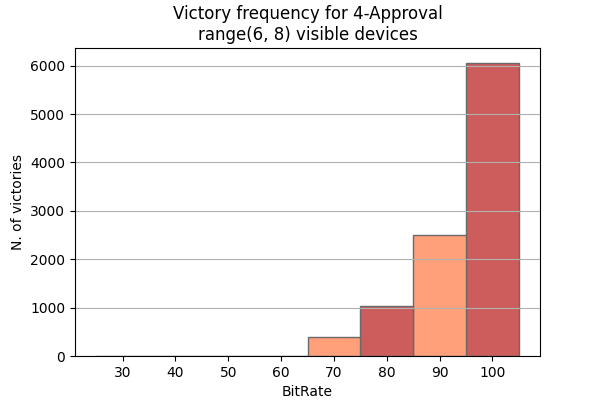 Victory frequency for 4-Approval
range(6, 8) visible devices
N. of victories
6000
5000
4000
3000
2000
1000
0
30 40 50 60 70 80 90 100
BitRate